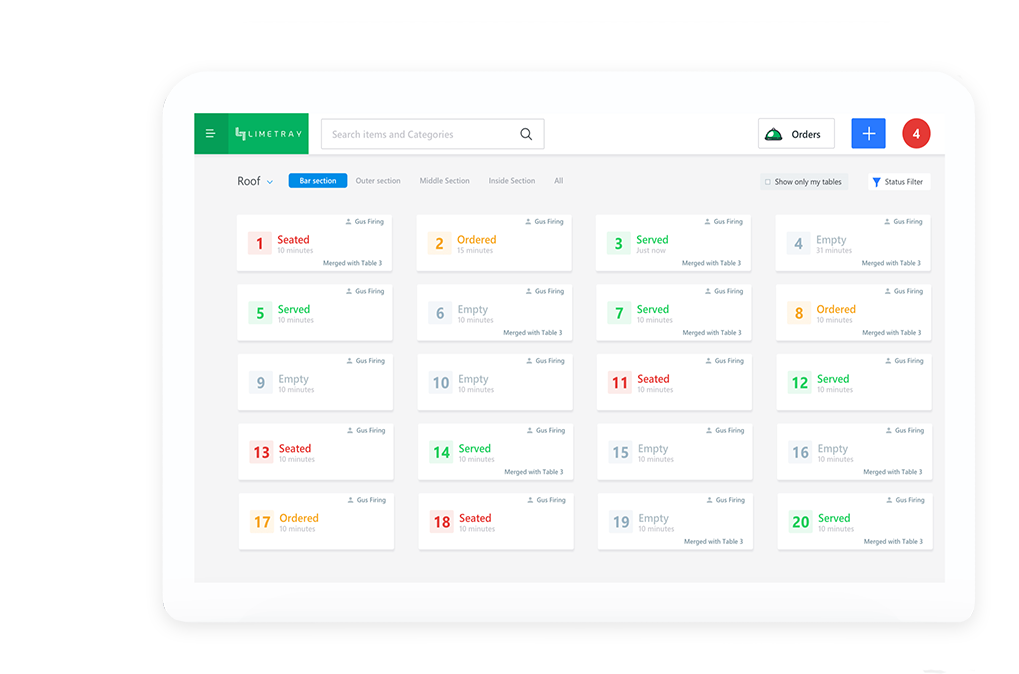 LIMETRAY
Search items and Categories
Orders
4
Roof
Bar section
Outer section
Middle Section
Inside Section
All
Show only my tables
Status Filter
Gus Firing
1
Seated
10 minutes
Merged with Table 3
Gus Firing
2
Ordered
15 minutes
Gus Firing
3
Served
Just now
Merged with Table 3
Gus Firing
4
Empty
31 minutes
Merged with Table 3
Gus Firing
5
Served
10 minutes
Gus Firing
6
Empty
10 minutes
Merged with Table 3
Gus Firing
7
Served
10 minutes
Merged with Table 3
Gus Firing
8
Ordered
10 minutes
Merged with Table 3
Gus Firing
9
Empty
10 minutes
Gus Firing
10
Empty
10 minutes
Gus Firing
11
Seated
10 minutes
Gus Firing
12
Served
10 minutes
Gus Firing
13
Seated
10 minutes
Gus Firing
14
Served
10 minutes
Merged with Table 3
Gus Firing
15
Empty
10 minutes
Gus Firing
16
Empty
10 minutes
Merged with Table 3
Gus Firing
17
Ordered
10 minutes
Gus Firing
18
Seated
10 minutes
Gus Firing
19
Empty
10 minutes
Merged with Table 3
Gus Firing
20
Served
10 minutes
Merged with Table 3